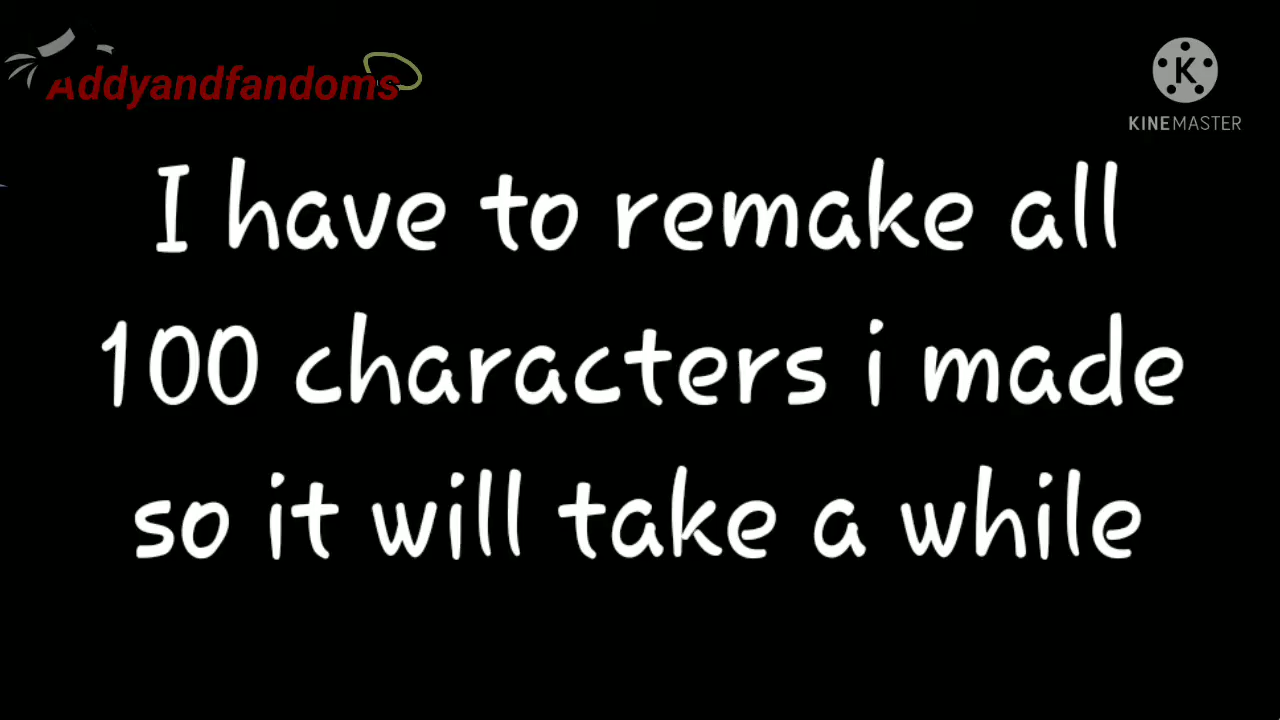 Addyandfandoms
K
KINEMASTER
I have to remake all
100 characters i made
so it will take a while